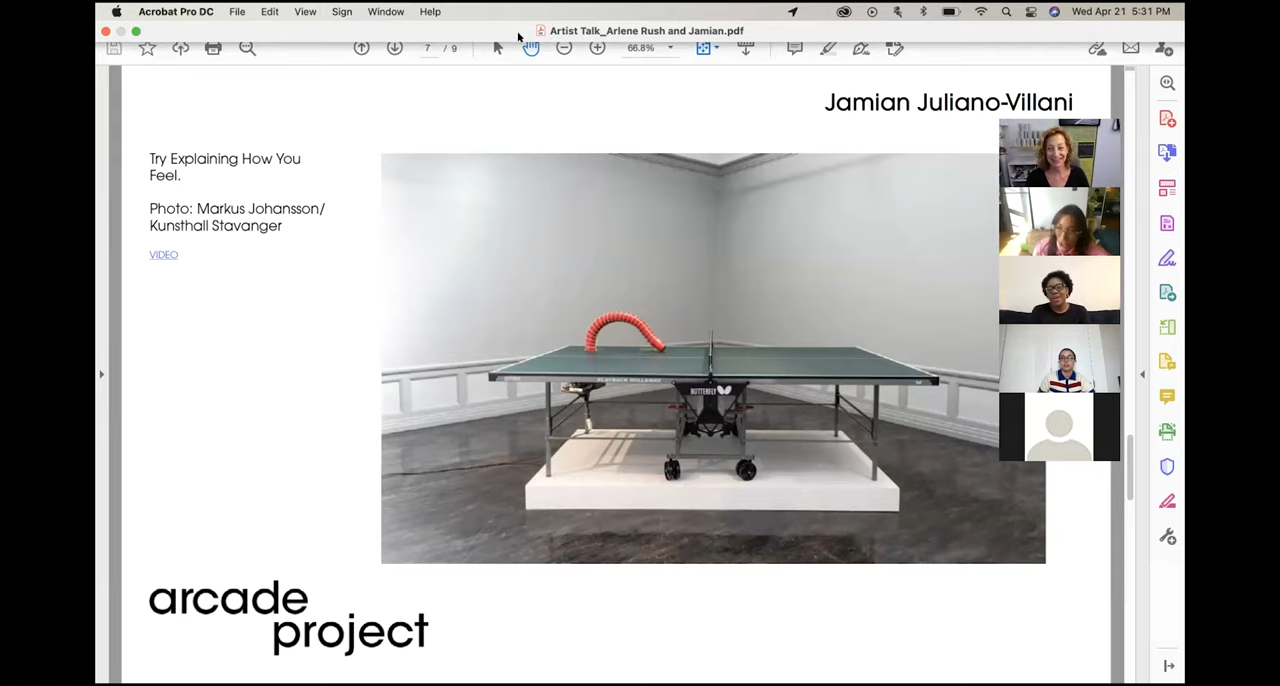 Acrobat Pro DC File Edit View Sign Window Help Wed Apr 21 5:31 PM
Artist Talk_Arlene Rush and Jamian.pdf
7 / 9 66.8%
Jamian Juliano-Villani
Try Explaining How You
Feel.
Photo: Markus Johansson/
Kunsthall Stavanger
VIDEO
PLAYBACK ROLLAWAY
BUTTERFLY
arcade
project